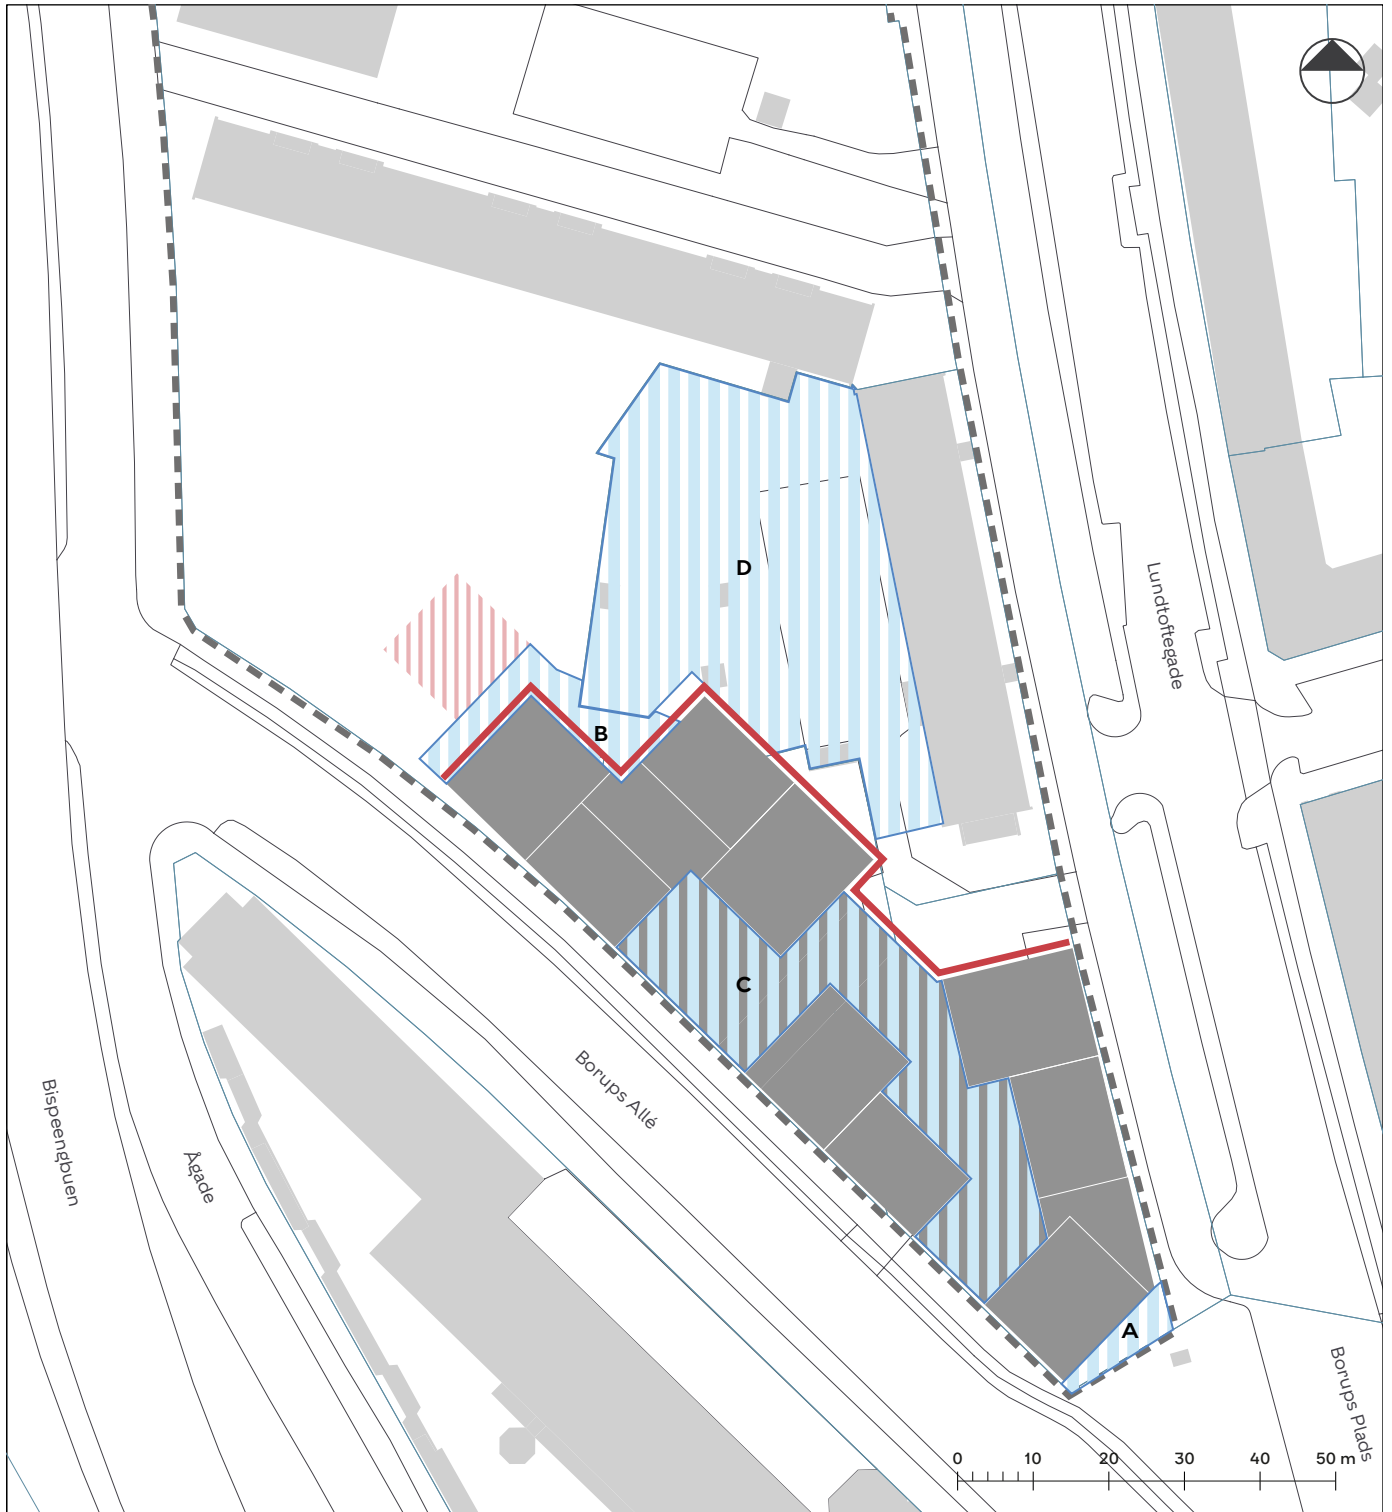 D
Lundtoftegade
B
C
Borups Allé
Bispeengbuen
Ågade
A
Borups Plads
0 10 20 30 40 50 m